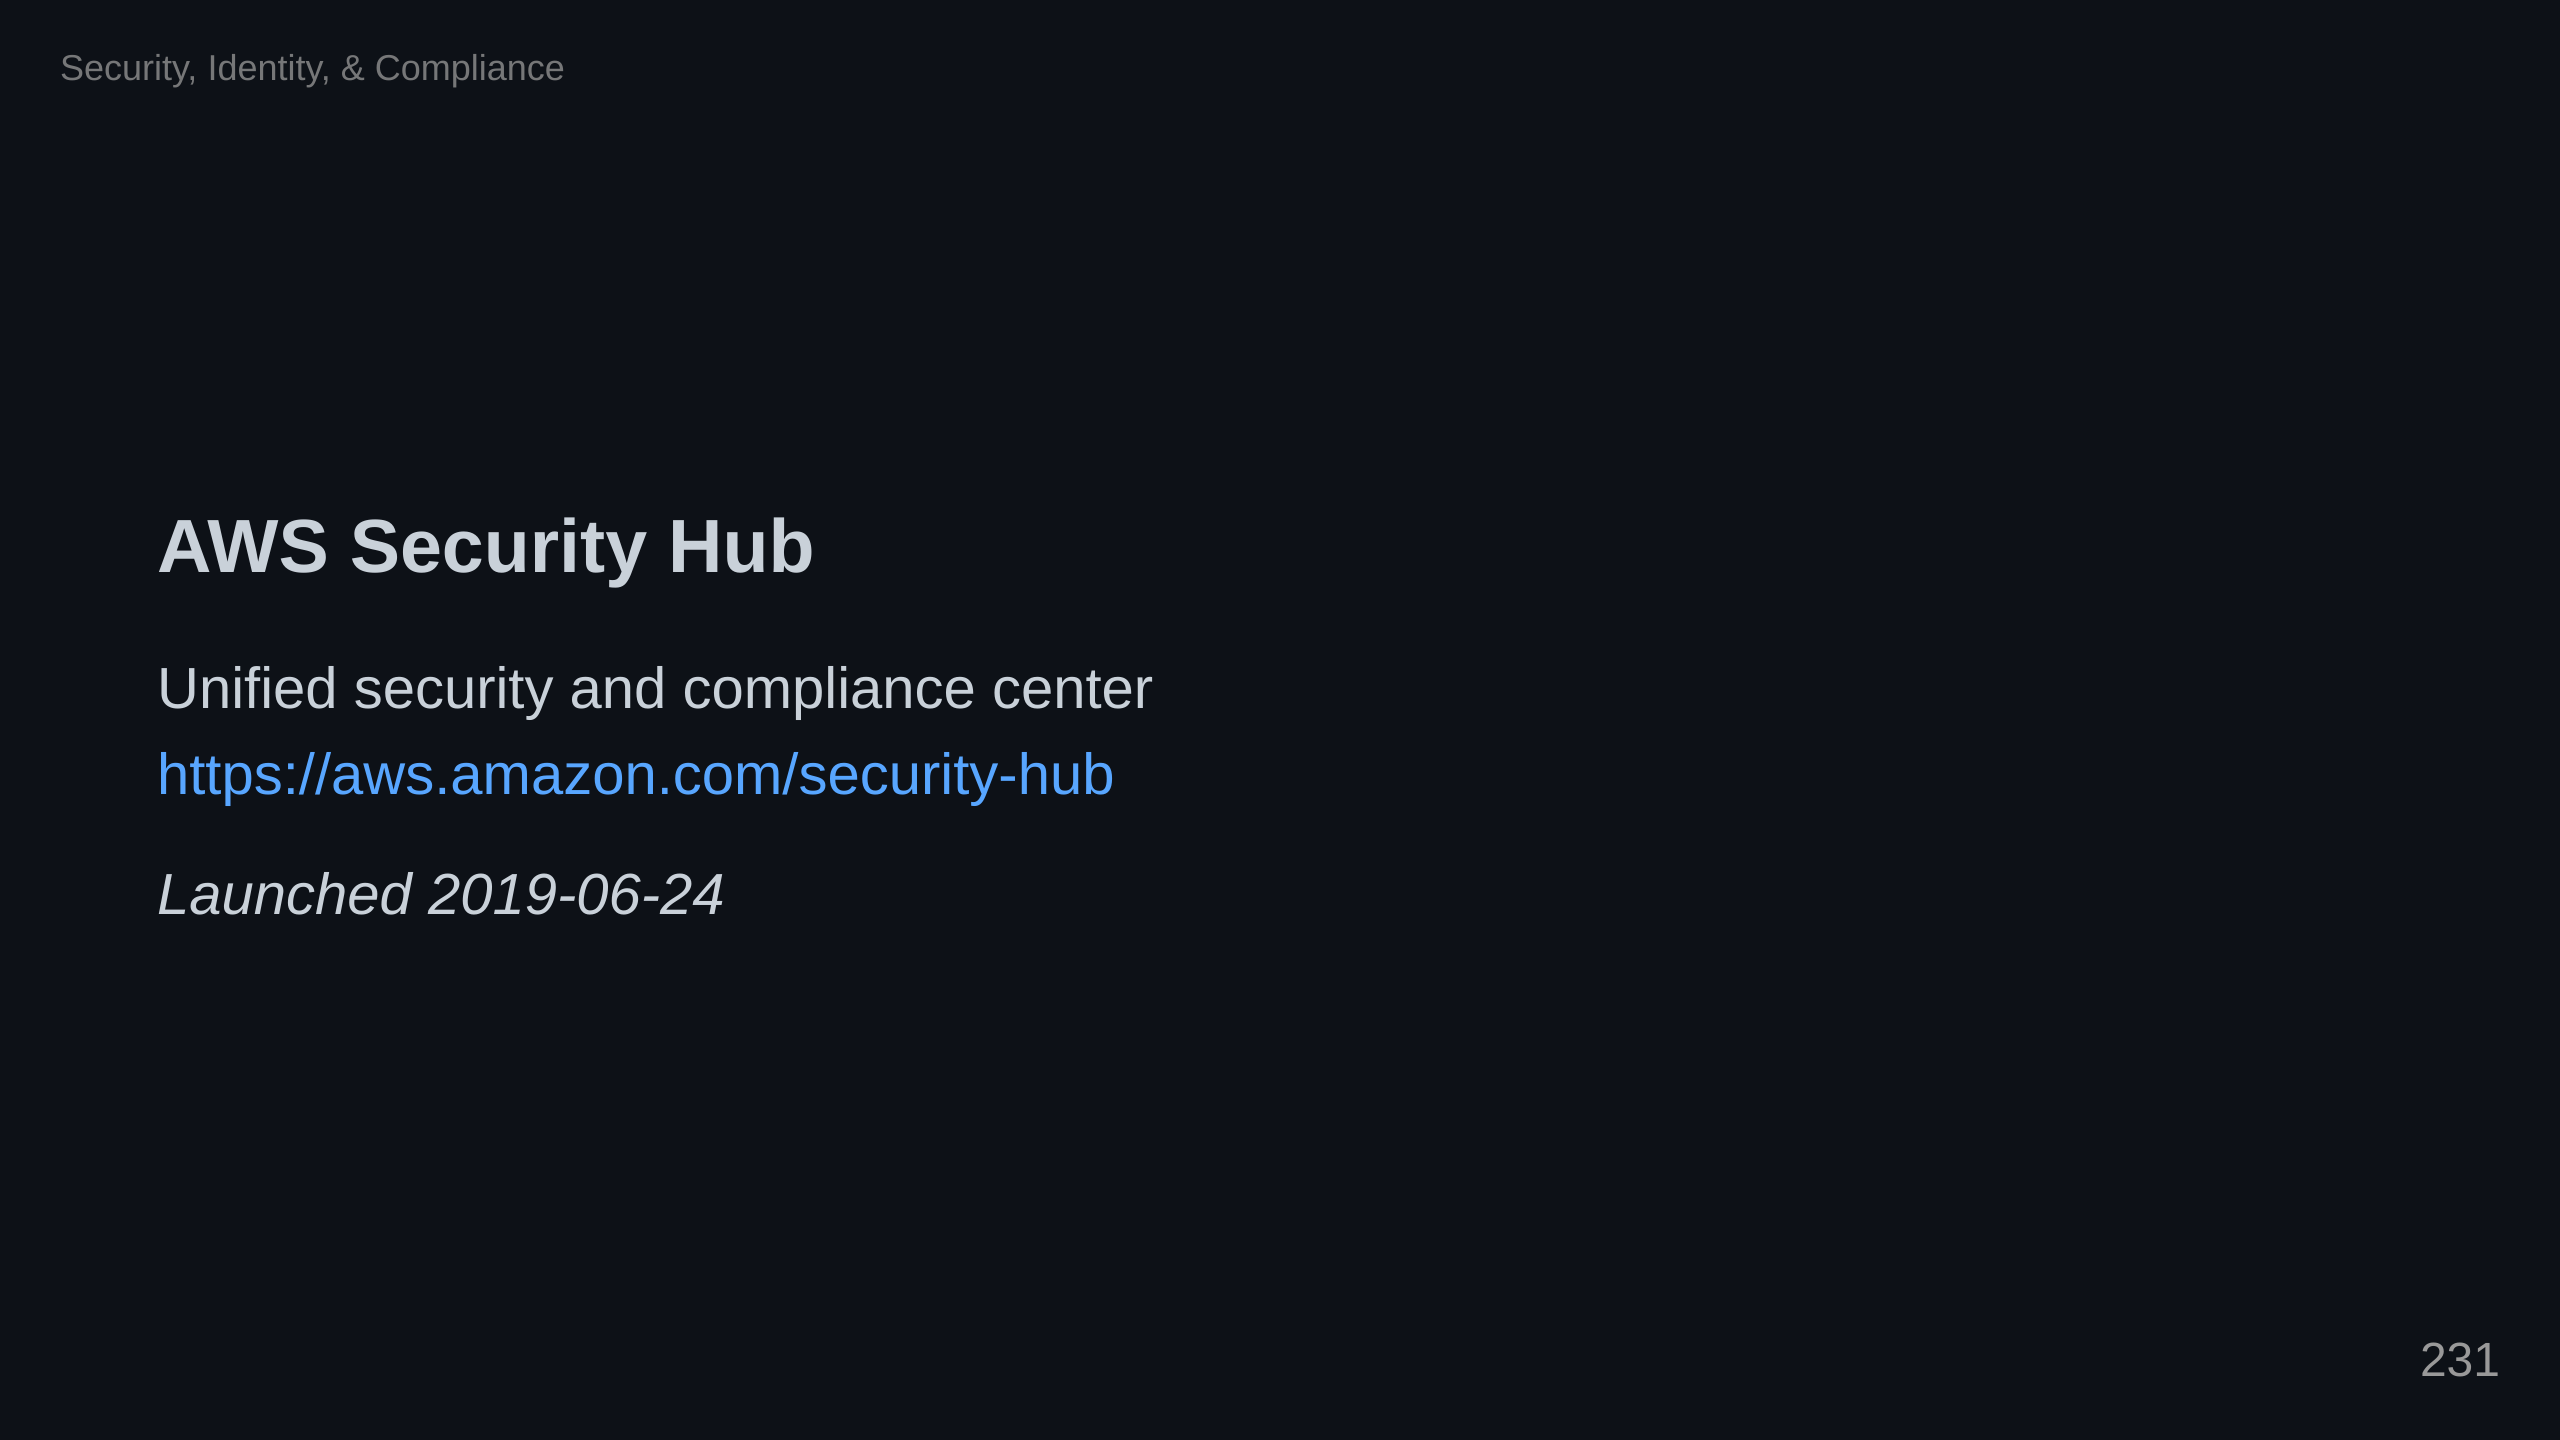 Security, Identity, & Compliance
AWS Security Hub
Unified security and compliance center
https://aws.amazon.com/security-hub
Launched 2019-06-24
231